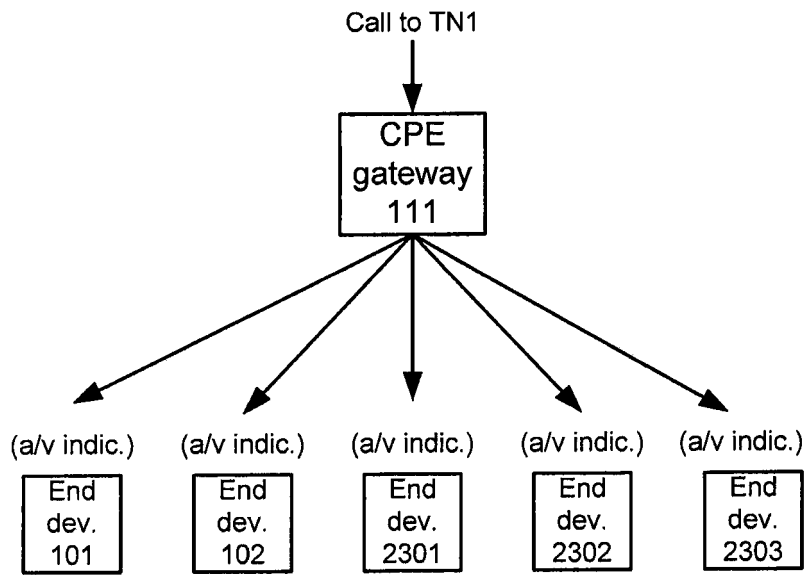 Call to TN1
CPE
gateway
111
(a/v indic.) (a/v indic.) (a/v indic.) (a/v indic.) (a/v indic.)
End
dev.
101
End
dev.
102
End
dev.
2301
End
dev.
2302
End
dev.
2303